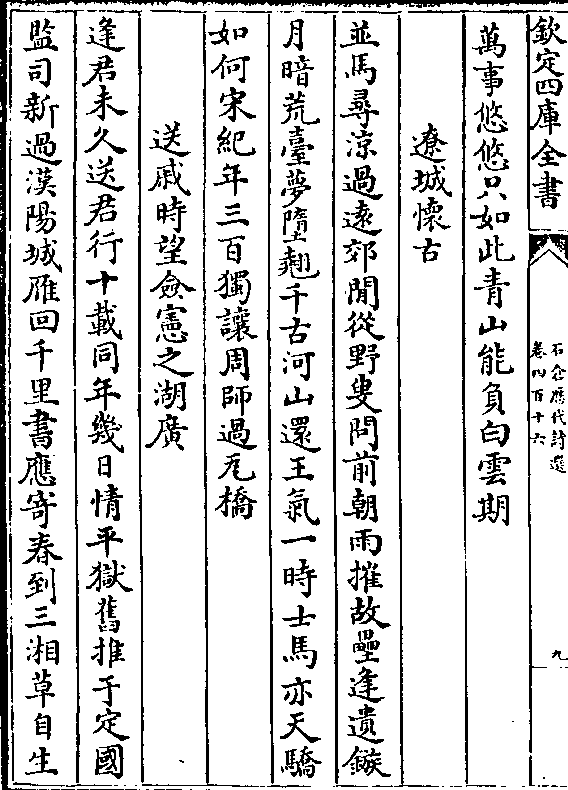 欽定四庫全書
石倉歷代詩選
卷四百十六
九
萬事悠悠只如此青山能負白雲期
遼城懷古
並馬尋涼過遠郊閒從野叟問前朝雨摧故壘逢遺鏃
月暗荒臺夢墮翹千古河山還王氣一時士馬亦天驕
如何宋紀年三百獨讓周師過瓦橋
送戚時望僉憲之湖廣
逢君未久送君行十載同年幾日情平獄舊推于定國
監司新過漢陽城雁回千里書應寄春到三湘草自生